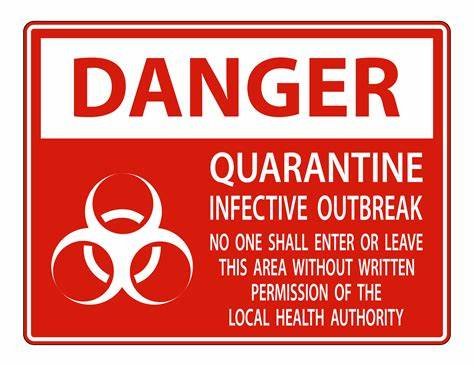 DANGER
QUARANTINE
INFECTIVE OUTBREAK
NO ONE SHALL ENTER OR LEAVE
THIS AREA WITHOUT WRITTEN
PERMISSION OF THE
LOCAL HEALTH AUTHORITY